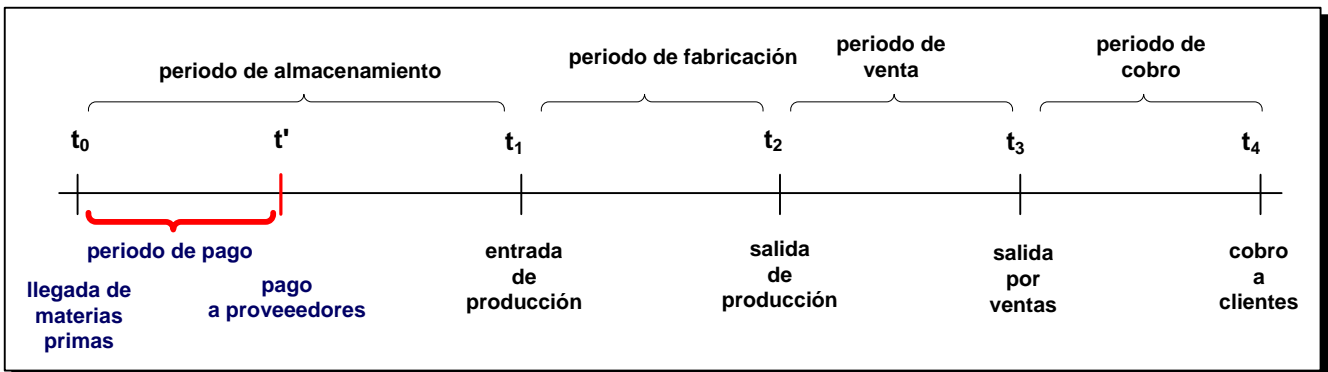 periodo de almacenamiento
periodo de fabricación
periodo de
venta
periodo de
cobro
t₀
t'
t₁
t₂
t₃
t₄
periodo de pago
llegada de
materias
primas
pago
a proveeedores
entrada
de
producción
salida
de
producción
salida
por
ventas
cobro
a
clientes